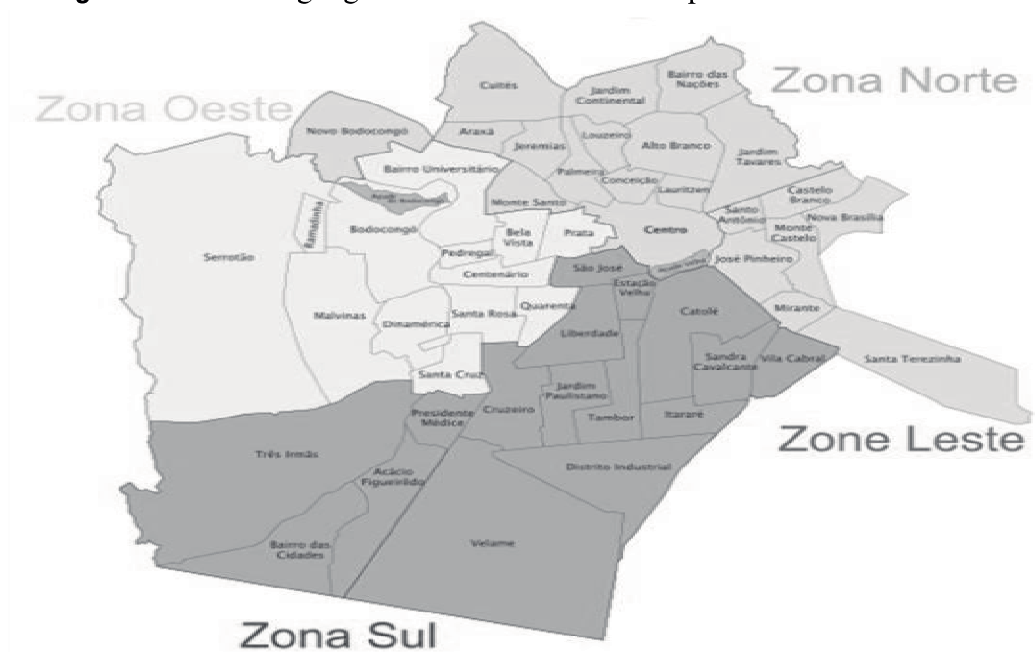 Cuités
Bairro das
Nações
Jardim
Continental
Zona Norte
Zona Oeste
Novo Bodocongó
Araxá
Jeremias
Louzeiro
Alto Branco
Jardim
Tavares
Bairro Universitário
Palmeira
Conceição
Lauritzen
Castelo
Branco
Monte Santo
Santo
Antônio
Nova Brasília
Monte
Castelo
Ramadinha
Bodocongó
Bela
Vista
Prata
Centro
Serrotão
Pedregal
José Pinheiro
Centenário
São José
Estação
Velha
Malvinas
Dinamérica
Santa Rosa
Quarenta
Catolé
Mirante
Liberdade
Santa Terezinha
Sandra
Cavalcante
Vila Cabral
Santa Cruz
Jardim
Paulistano
Presidente
Médice
Cruzeiro
Tambor
Itararé
Zone Leste
Três Irmãs
Acácio
Figueirêdo
Distrito Industrial
Bairro das
Cidades
Velame
Zona Sul